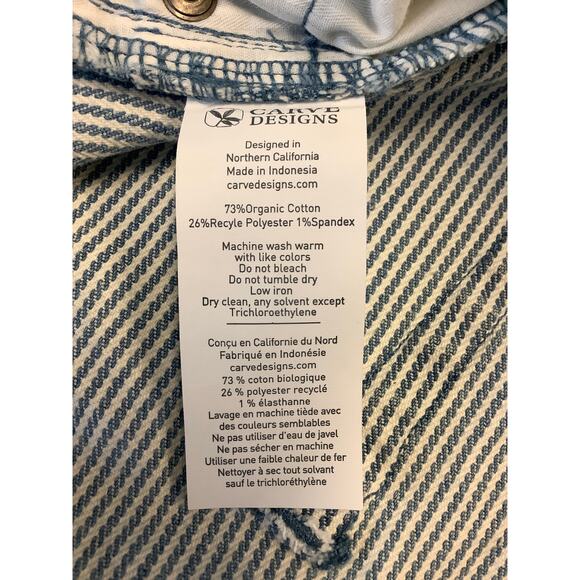 CARVE
DESIGNS
Designed in
Northern California
Made in Indonesia
carvedesigns.com
73%Organic Cotton
26%Recyle Polyester 1%Spandex
Machine wash warm
with like colors
Do not bleach
Do not tumble dry
Low iron
Dry clean, any solvent except
Trichloroethylene
Conçu en Californie du Nord
Fabriqué en Indonésie
carvedesigns.com
73 % coton biologique
26 % polyester recyclé
1 % élasthanne
Lavage en machine tiède avec
des couleurs semblables
Ne pas utiliser d'eau de javel
Ne pas sécher en machine
Utiliser une faible chaleur de fer
Nettoyer à sec tout solvant
sauf le trichloréthylène